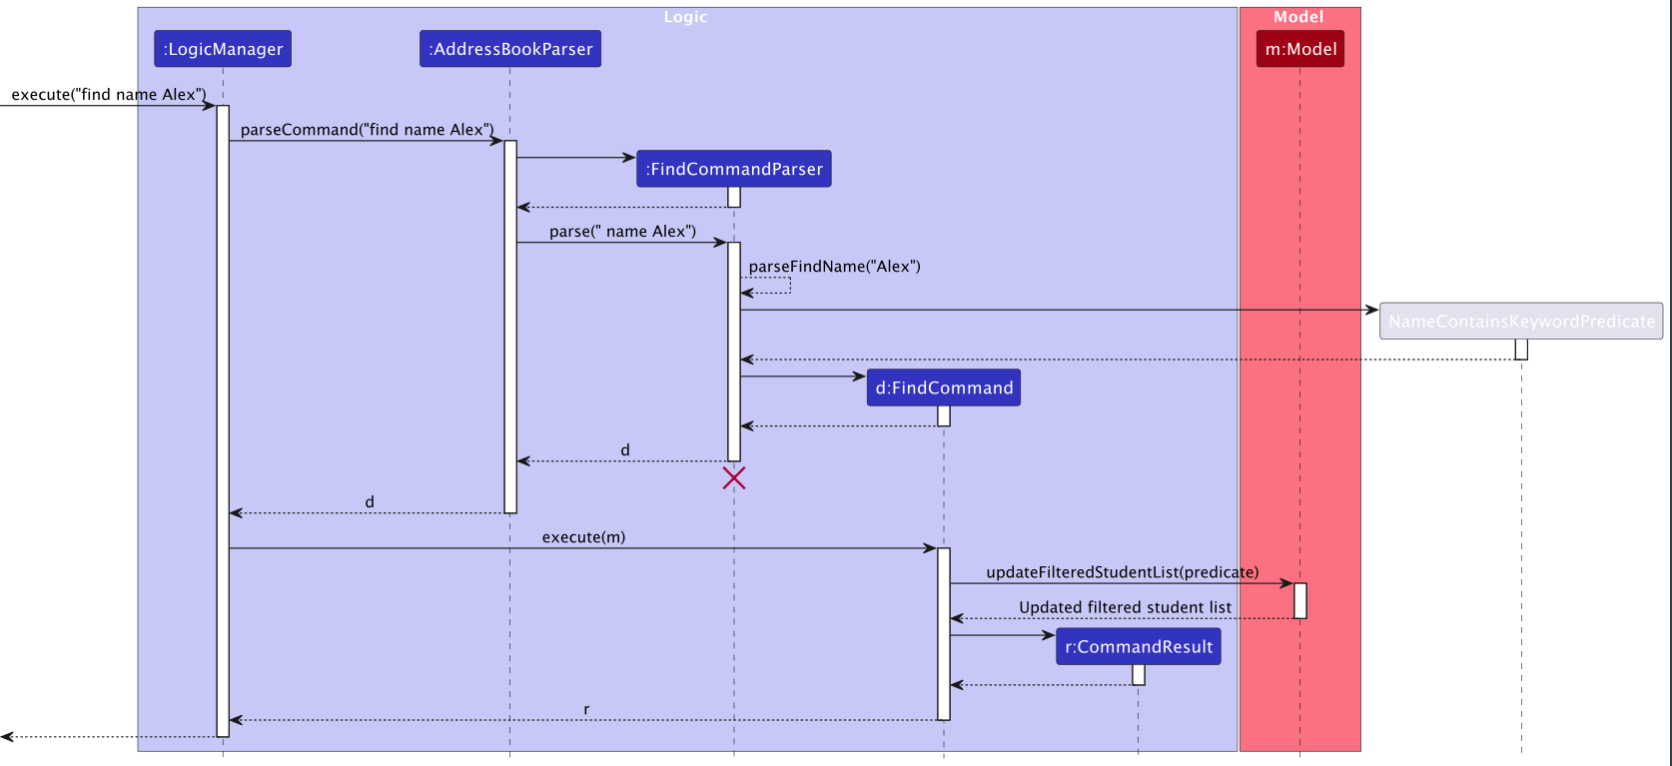 Logic
Model
:LogicManager
:AddressBookParser
m:Model
execute("find name Alex")
parseCommand("find name Alex")
:FindCommandParser
parse(" name Alex")
parseFindName("Alex")
NameContainsKeywordPredicate
d:FindCommand
d
d
execute(m)
updateFilteredStudentList(predicate)
Updated filtered student list
r:CommandResult
r